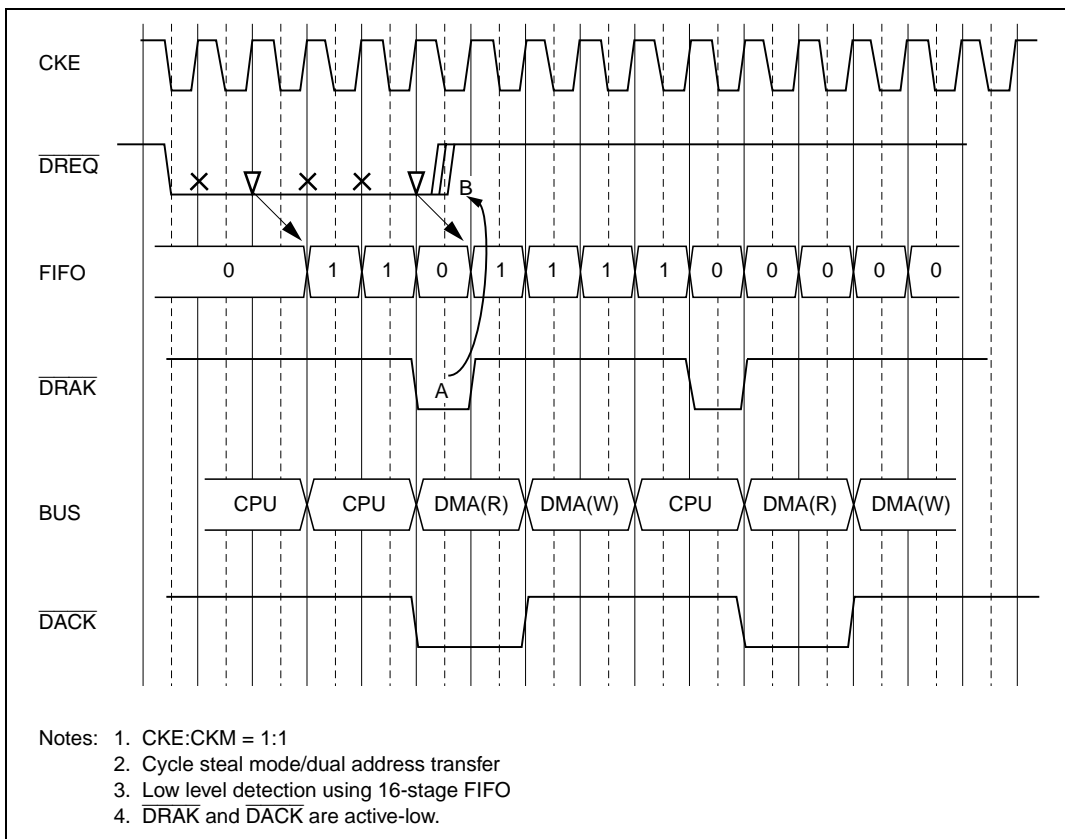 CKE
DREQ
B
FIFO
0 1 1 0 1 1 1 1 0 0 0 0 0
DRAK
A
BUS
CPU CPU DMA(R) DMA(W) CPU DMA(R) DMA(W)
DACK
Notes: 1. CKE:CKM = 1:1
2. Cycle steal mode/dual address transfer
3. Low level detection using 16-stage FIFO
4. DRAK and DACK are active-low.